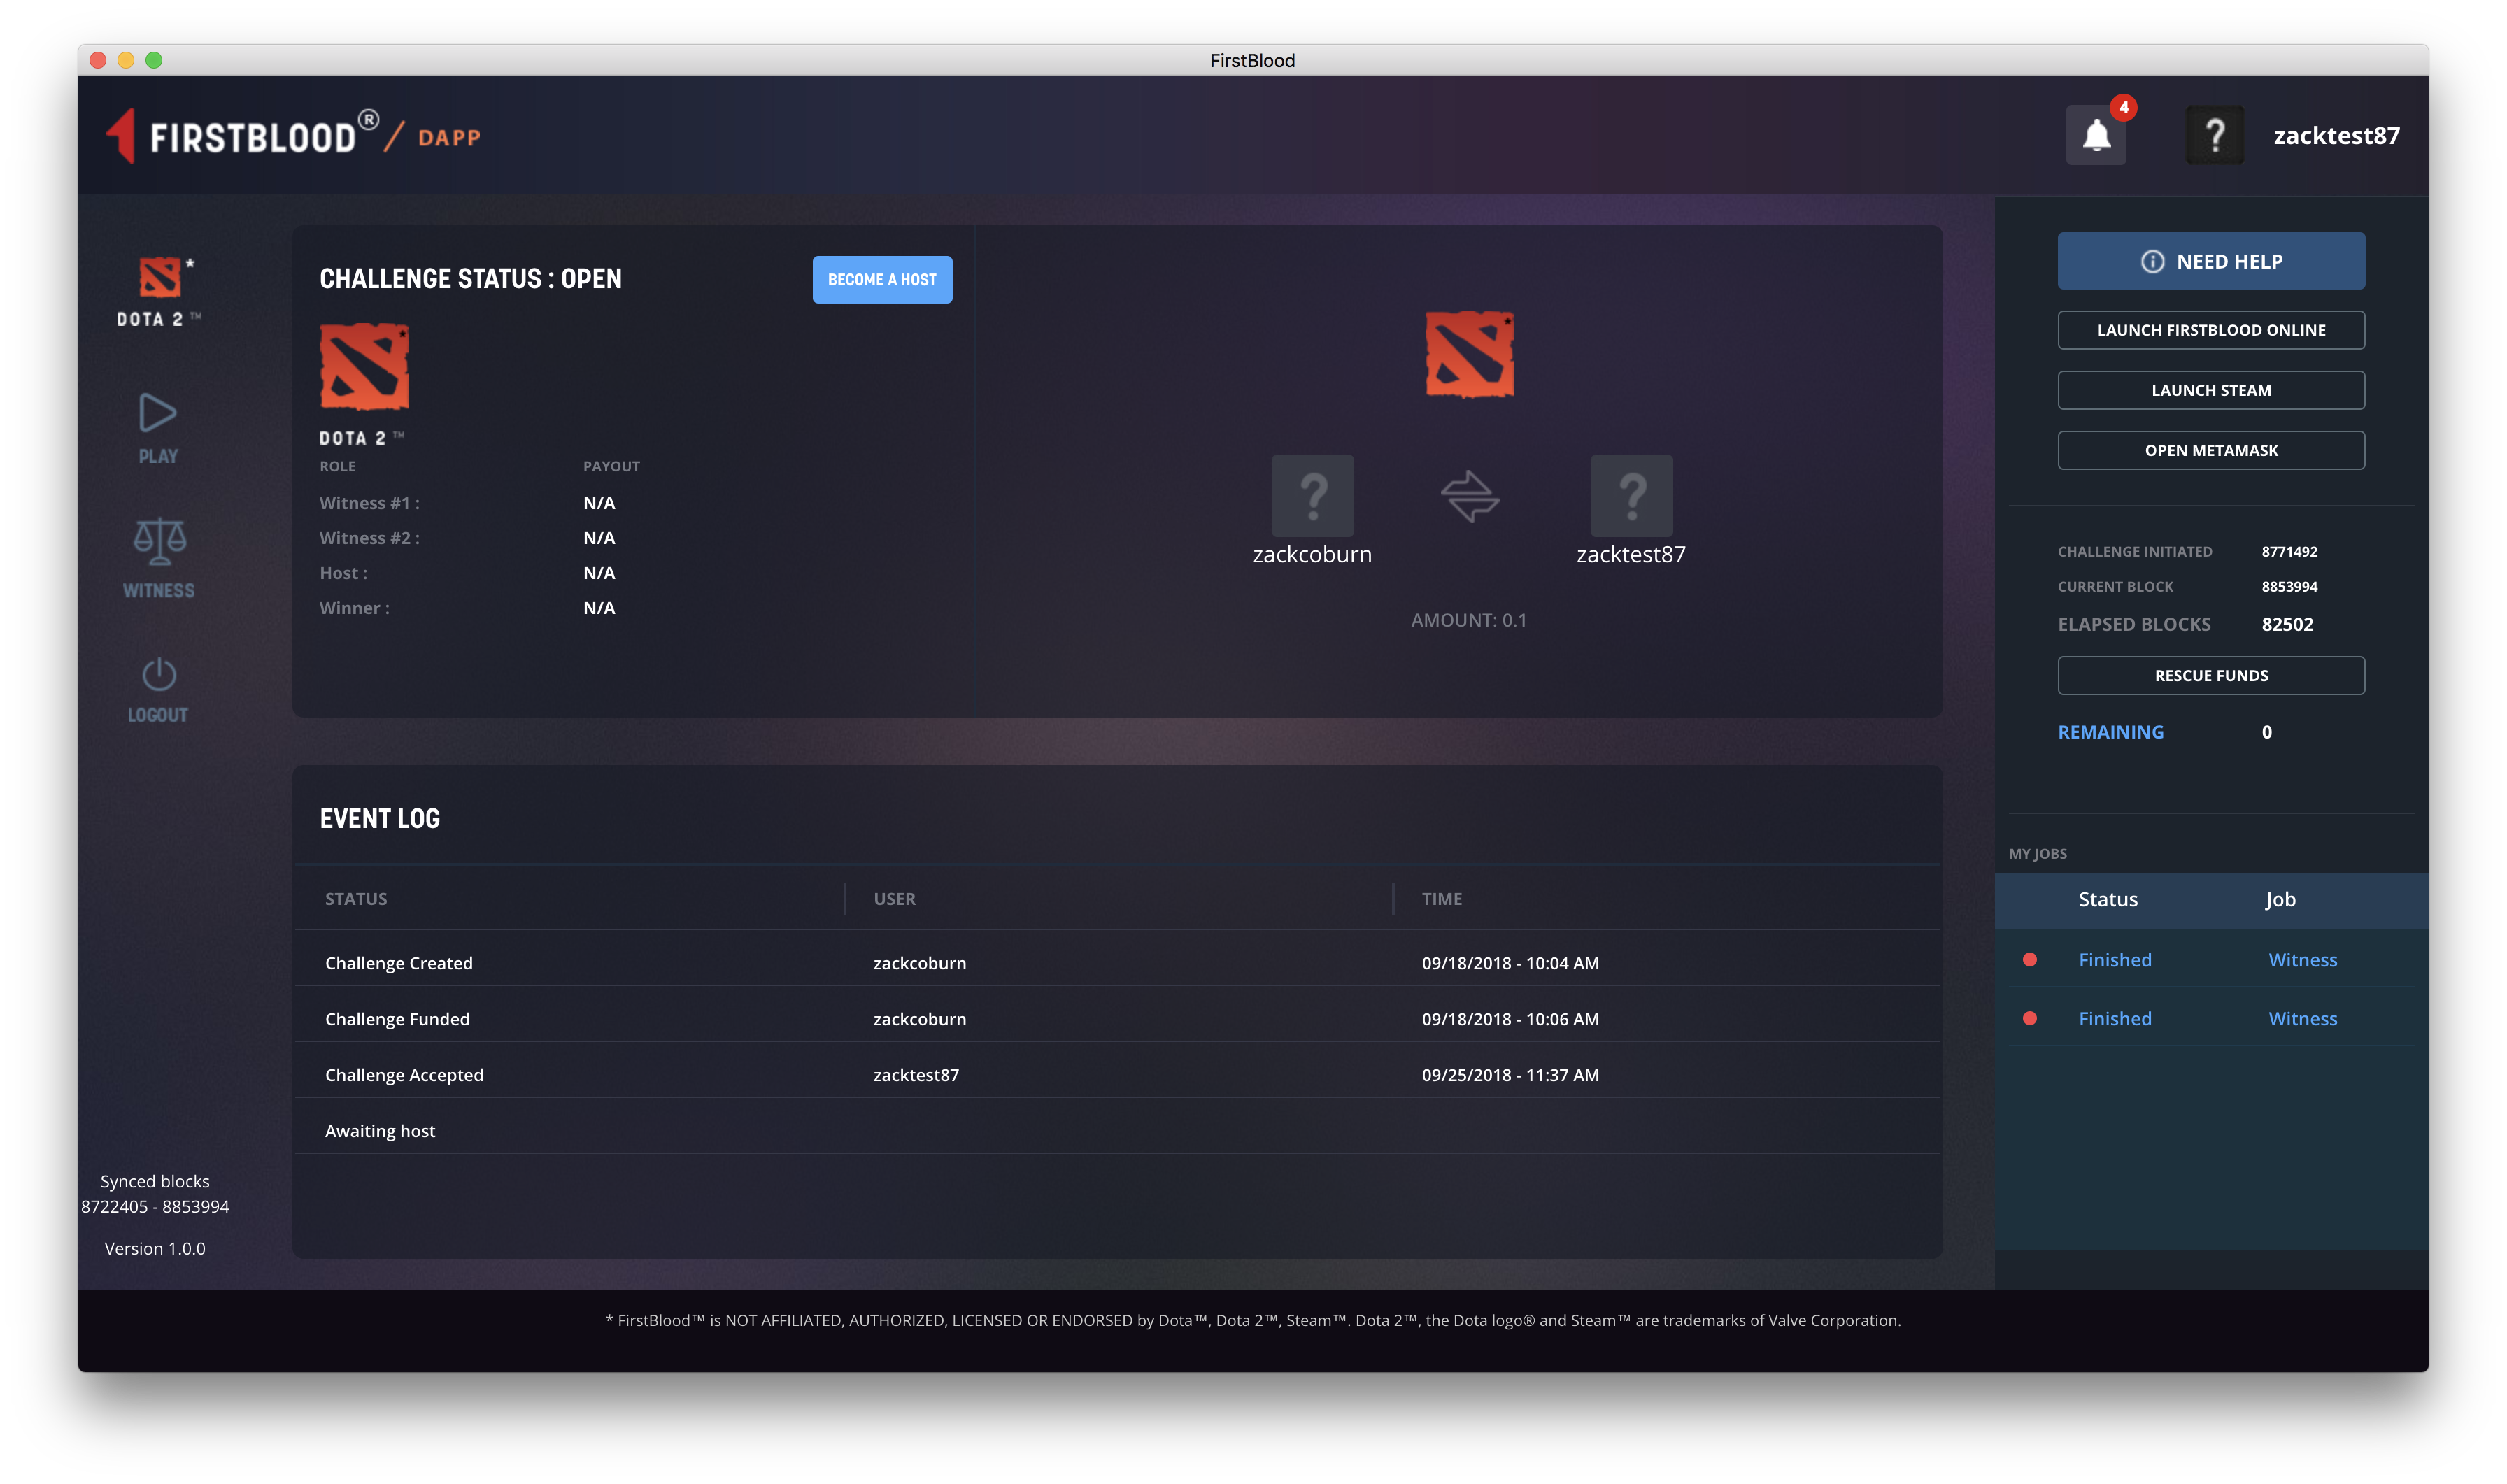 FirstBlood
FIRSTBLOOD® / DAPP
4
?
zacktest87
*
DOTA 2 ™
PLAY
WITNESS
LOGOUT
Synced blocks
8722405 - 8853994
Version 1.0.0
CHALLENGE STATUS : OPEN
BECOME A HOST
DOTA 2 ™
ROLE PAYOUT
Witness #1 : N/A
Witness #2 : N/A
Host : N/A
Winner : N/A
? ?
zackcoburn zacktest87
AMOUNT: 0.1
EVENT LOG
STATUS USER TIME
Challenge Created zackcoburn 09/18/2018 - 10:04 AM
Challenge Funded zackcoburn 09/18/2018 - 10:06 AM
Challenge Accepted zacktest87 09/25/2018 - 11:37 AM
Awaiting host
NEED HELP
LAUNCH FIRSTBLOOD ONLINE
LAUNCH STEAM
OPEN METAMASK
CHALLENGE INITIATED 8771492
CURRENT BLOCK 8853994
ELAPSED BLOCKS 82502
RESCUE FUNDS
REMAINING 0
MY JOBS
Status Job
Finished Witness
Finished Witness
* FirstBlood™ is NOT AFFILIATED, AUTHORIZED, LICENSED OR ENDORSED by Dota™, Dota 2™, Steam™. Dota 2™, the Dota logo® and Steam™ are trademarks of Valve Corporation.